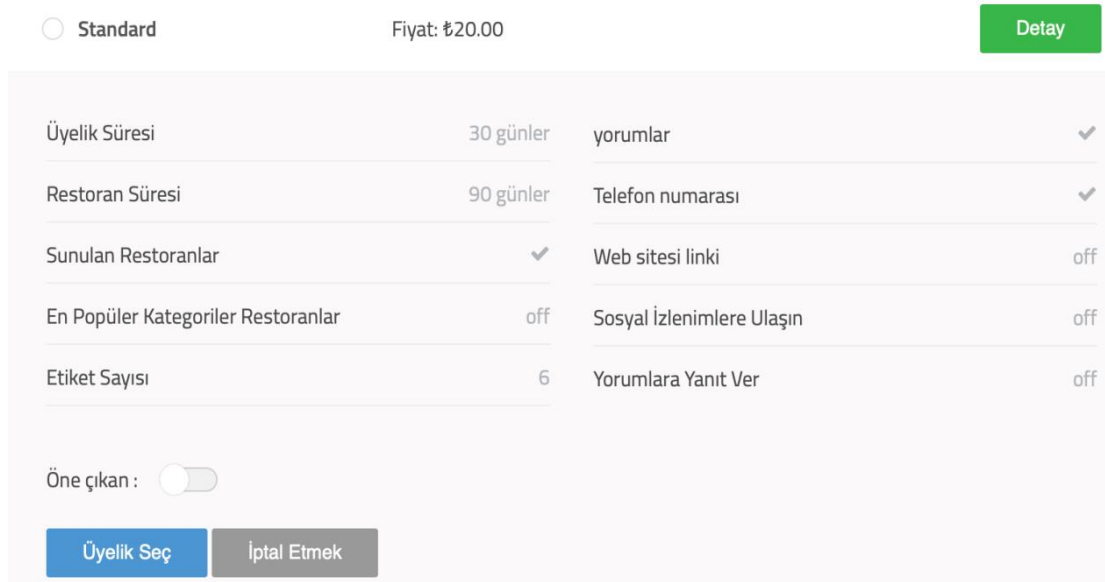 Standard Fiyat: ₺20.00 Detay
Üyelik Süresi 30 günler
Restoran Süresi 90 günler
Sunulan Restoranlar
En Popüler Kategoriler Restoranlar off
Etiket Sayısı 6
yorumlar
Telefon numarası
Web sitesi linki off
Sosyal İzlenimlere Ulaşın off
Yorumlara Yanıt Ver off
Öne çıkan :
Üyelik Seç İptal Etmek